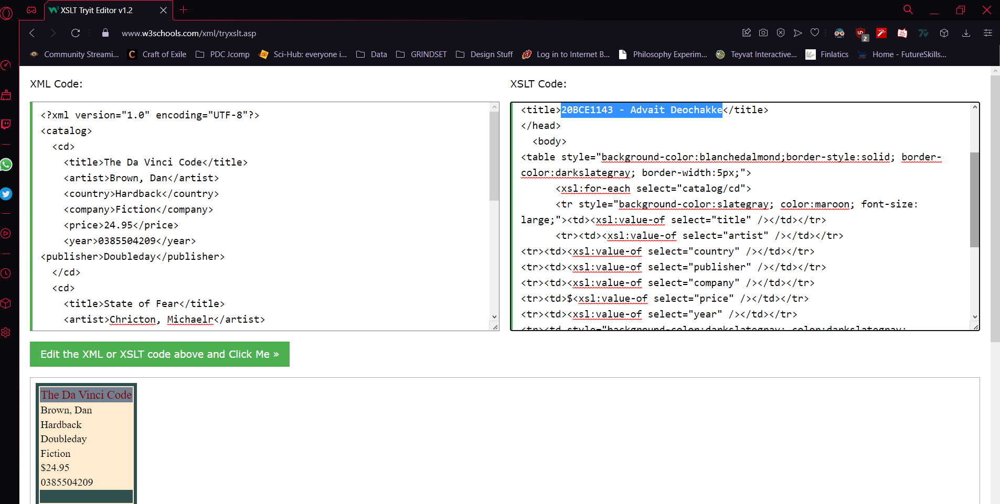 XSLT Tryit Editor v1.2
www.w3schools.com/xml/tryxslt.asp
2
Community Streami...
Craft of Exile
PDC Jcomp
Sci-Hub: everyone i...
Data
GRINDSET
Design Stuff
Log in to Internet B...
Philosophy Experim...
Teyvat Interactive...
Finlatics
Home - FutureSkills...
XML Code:
<?xml version="1.0" encoding="UTF-8"?>
<catalog>
<cd>
<title>The Da Vinci Code</title>
<artist>Brown, Dan</artist>
<country>Hardback</country>
<company>Fiction</company>
<price>24.95</price>
<year>0385504209</year>
<publisher>Doubleday</publisher>
</cd>
<cd>
<title>State of Fear</title>
<artist>Chricton, Michaelr</artist>
XSLT Code:
<title>20BCE1143 - Advait Deochakke</title>
</head>
<body>
<table style="background-color:blanchedalmond;border-style:solid; border-
color:darkslategray; border-width:5px;">
<xsl:for-each select="catalog/cd">
<tr style="background-color:slategray; color:maroon; font-size:
large;"><td><xsl:value-of select="title" /></td></tr>
<tr><td><xsl:value-of select="artist" /></td></tr>
<tr><td><xsl:value-of select="country" /></td></tr>
<tr><td><xsl:value-of select="publisher" /></td></tr>
<tr><td><xsl:value-of select="company" /></td></tr>
<tr><td>$<xsl:value-of select="price" /></td></tr>
<tr><td><xsl:value-of select="year" /></td></tr>
<tr><td style="background-color:darkslategray; color:darkslategray;
Edit the XML or XSLT code above and Click Me »
The Da Vinci Code
Brown, Dan
Hardback
Doubleday
Fiction
$24.95
0385504209